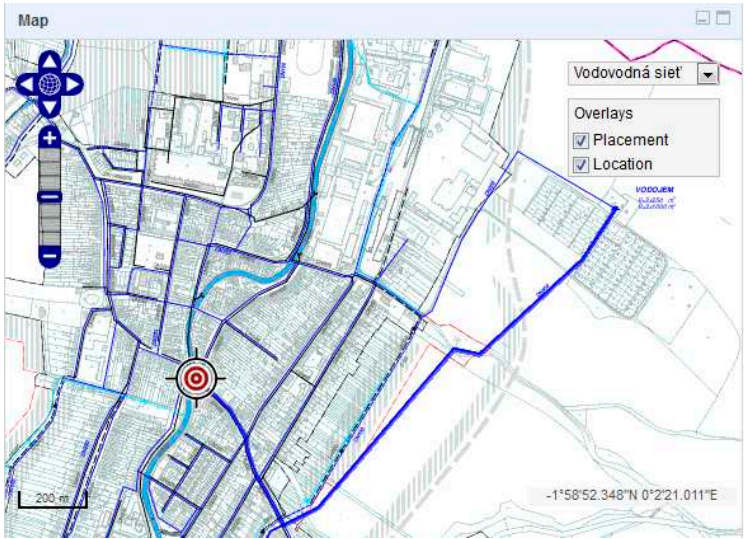 Map
Vodovodná sieť
Overlays
Placement
Location
VODOJEM
200 m
-1°58'52.348"N 0°2'21.011"E